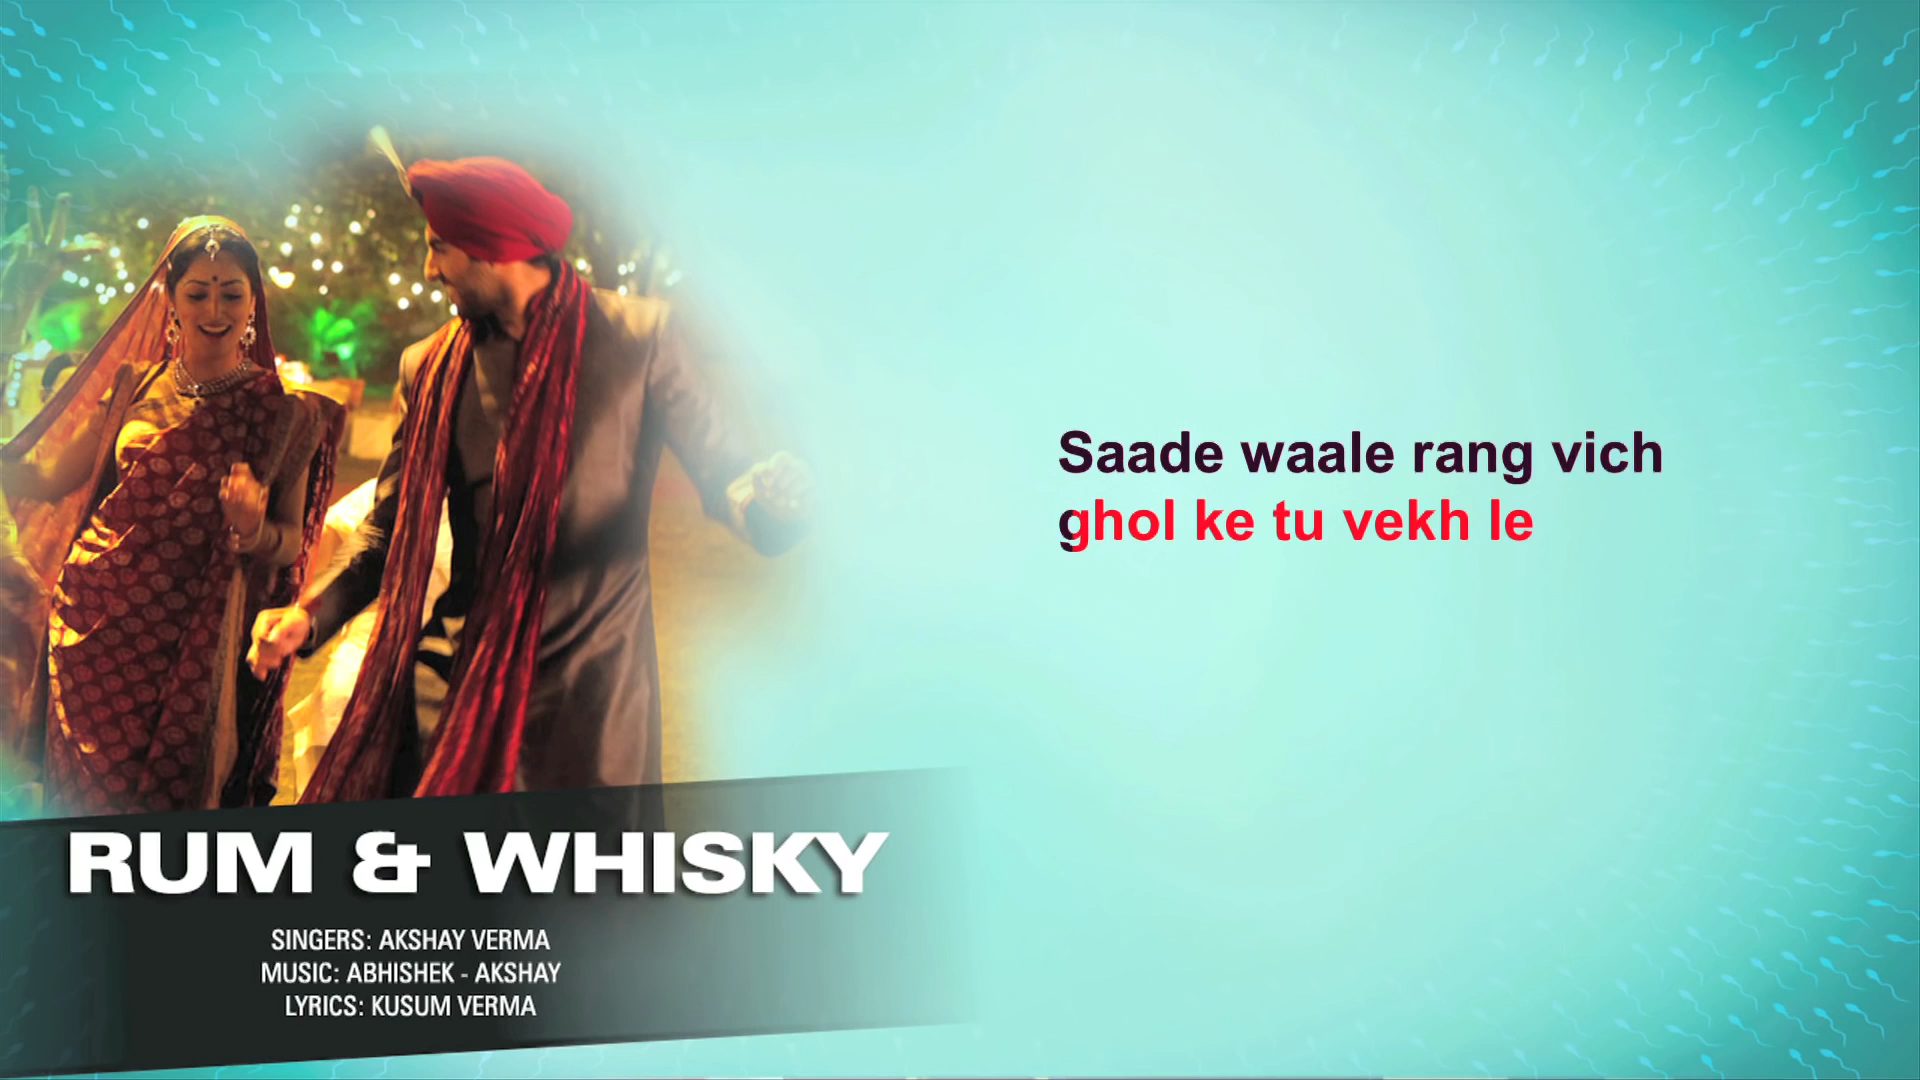 Saade waale rang vich
ghol ke tu vekh le
RUM & WHISKY
SINGERS: AKSHAY VERMA
MUSIC: ABHISHEK - AKSHAY
LYRICS: KUSUM VERMA